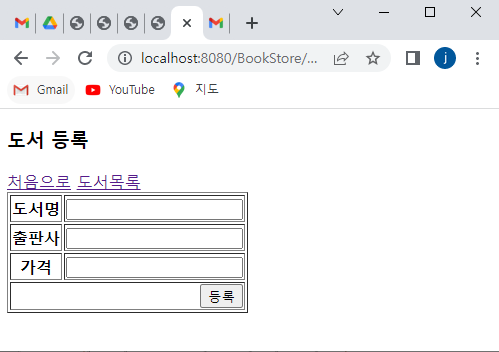 localhost:8080/BookStore/...
j
Gmail YouTube 지도
도서 등록
처음으로 도서목록
도서명
출판사
가격
등록